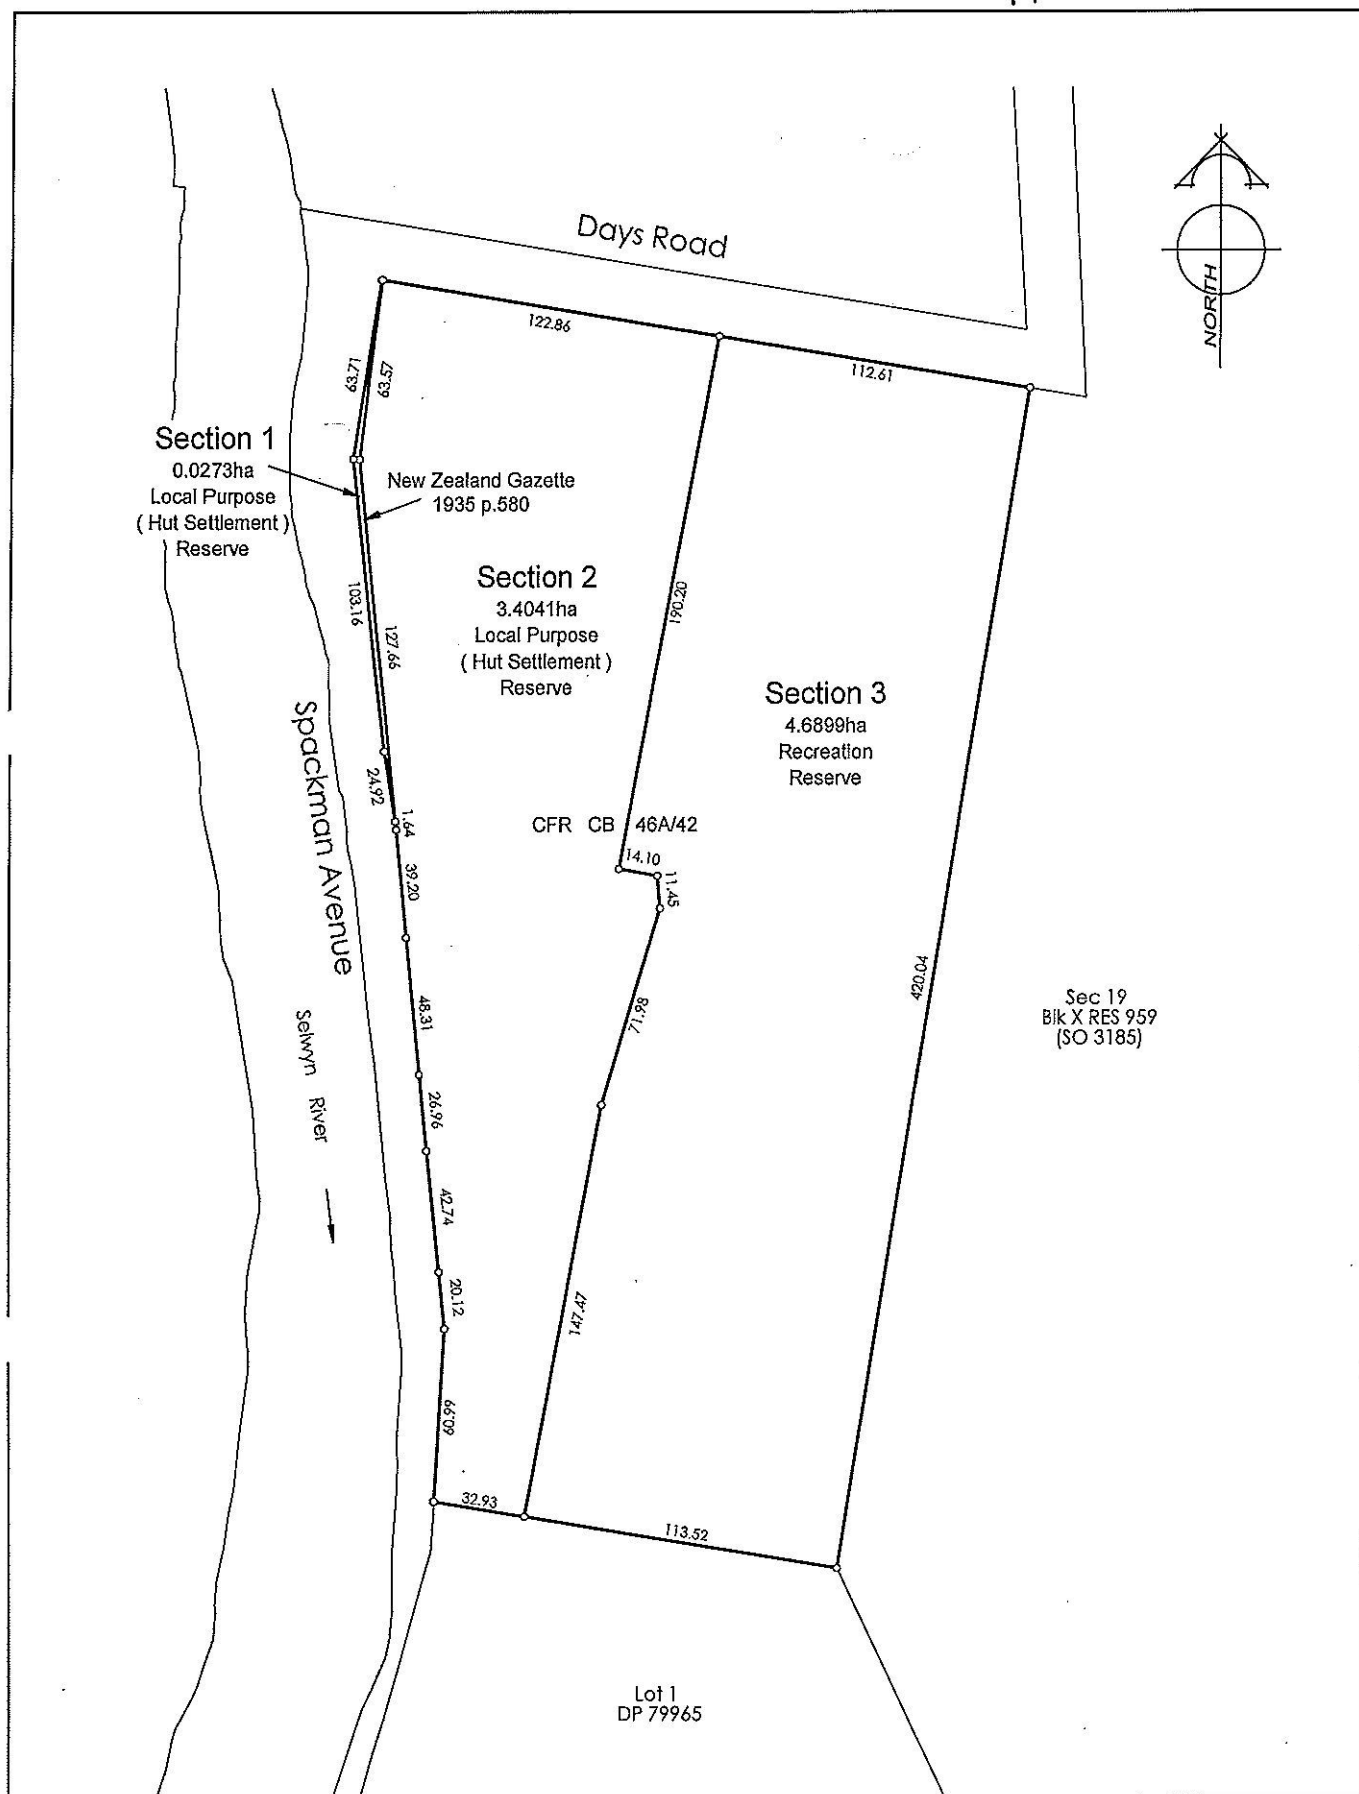 Days Road
NORTH
122.86
112.61
63.71
63.57
Section 1
0.0273ha
Local Purpose
( Hut Settlement )
Reserve
New Zealand Gazette
1935 p.580
Section 2
3.4041ha
Local Purpose
( Hut Settlement )
Reserve
103.16
127.66
190.20
Section 3
4.6899ha
Recreation
Reserve
Spackman Avenue
24.92
1.64
CFR CB 46A/42
14.10
11.45
39.20
420.04
71.98
48.31
Sec 19
Blk X RES 959
(SO 3185)
Selwyn River
26.96
42.74
20.12
147.47
66.09
32.93
113.52
Lot 1
DP 79965